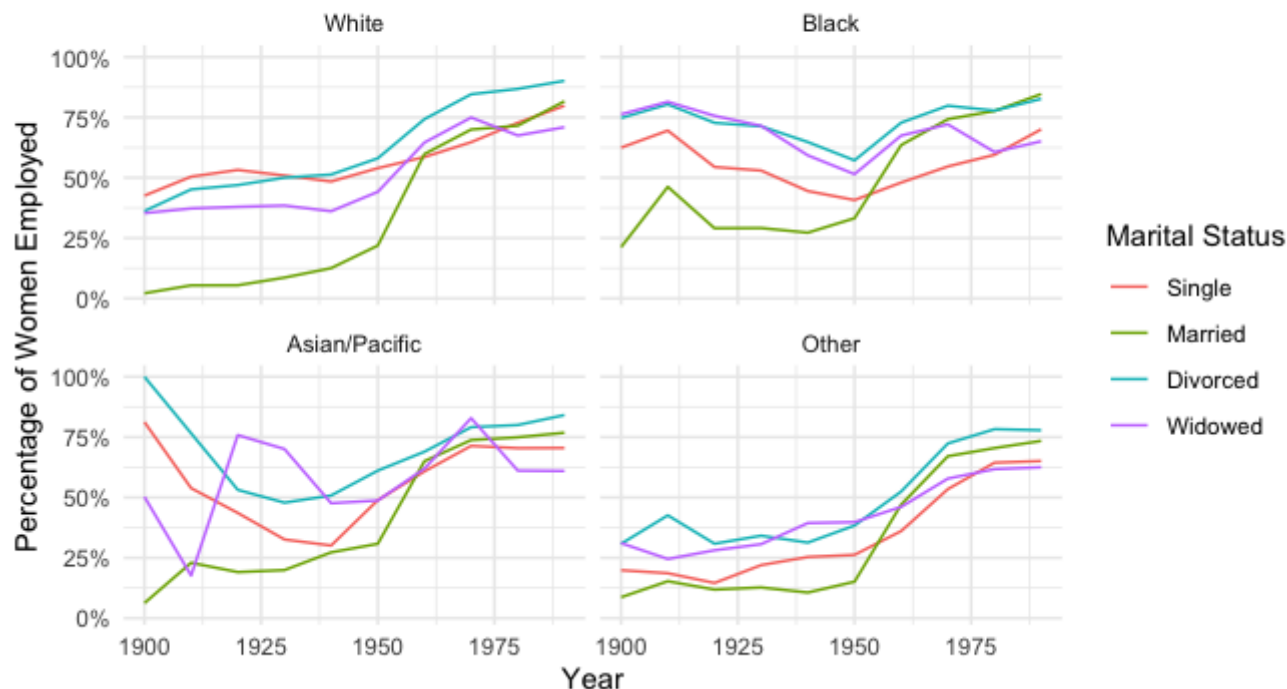 White
Black
100%
75%
50%
25%
0%
Asian/Pacific
Other
100%
75%
50%
25%
0%
1900
1925
1950
1975
1900
1925
1950
1975
Year
Percentage of Women Employed
Marital Status
Single
Married
Divorced
Widowed